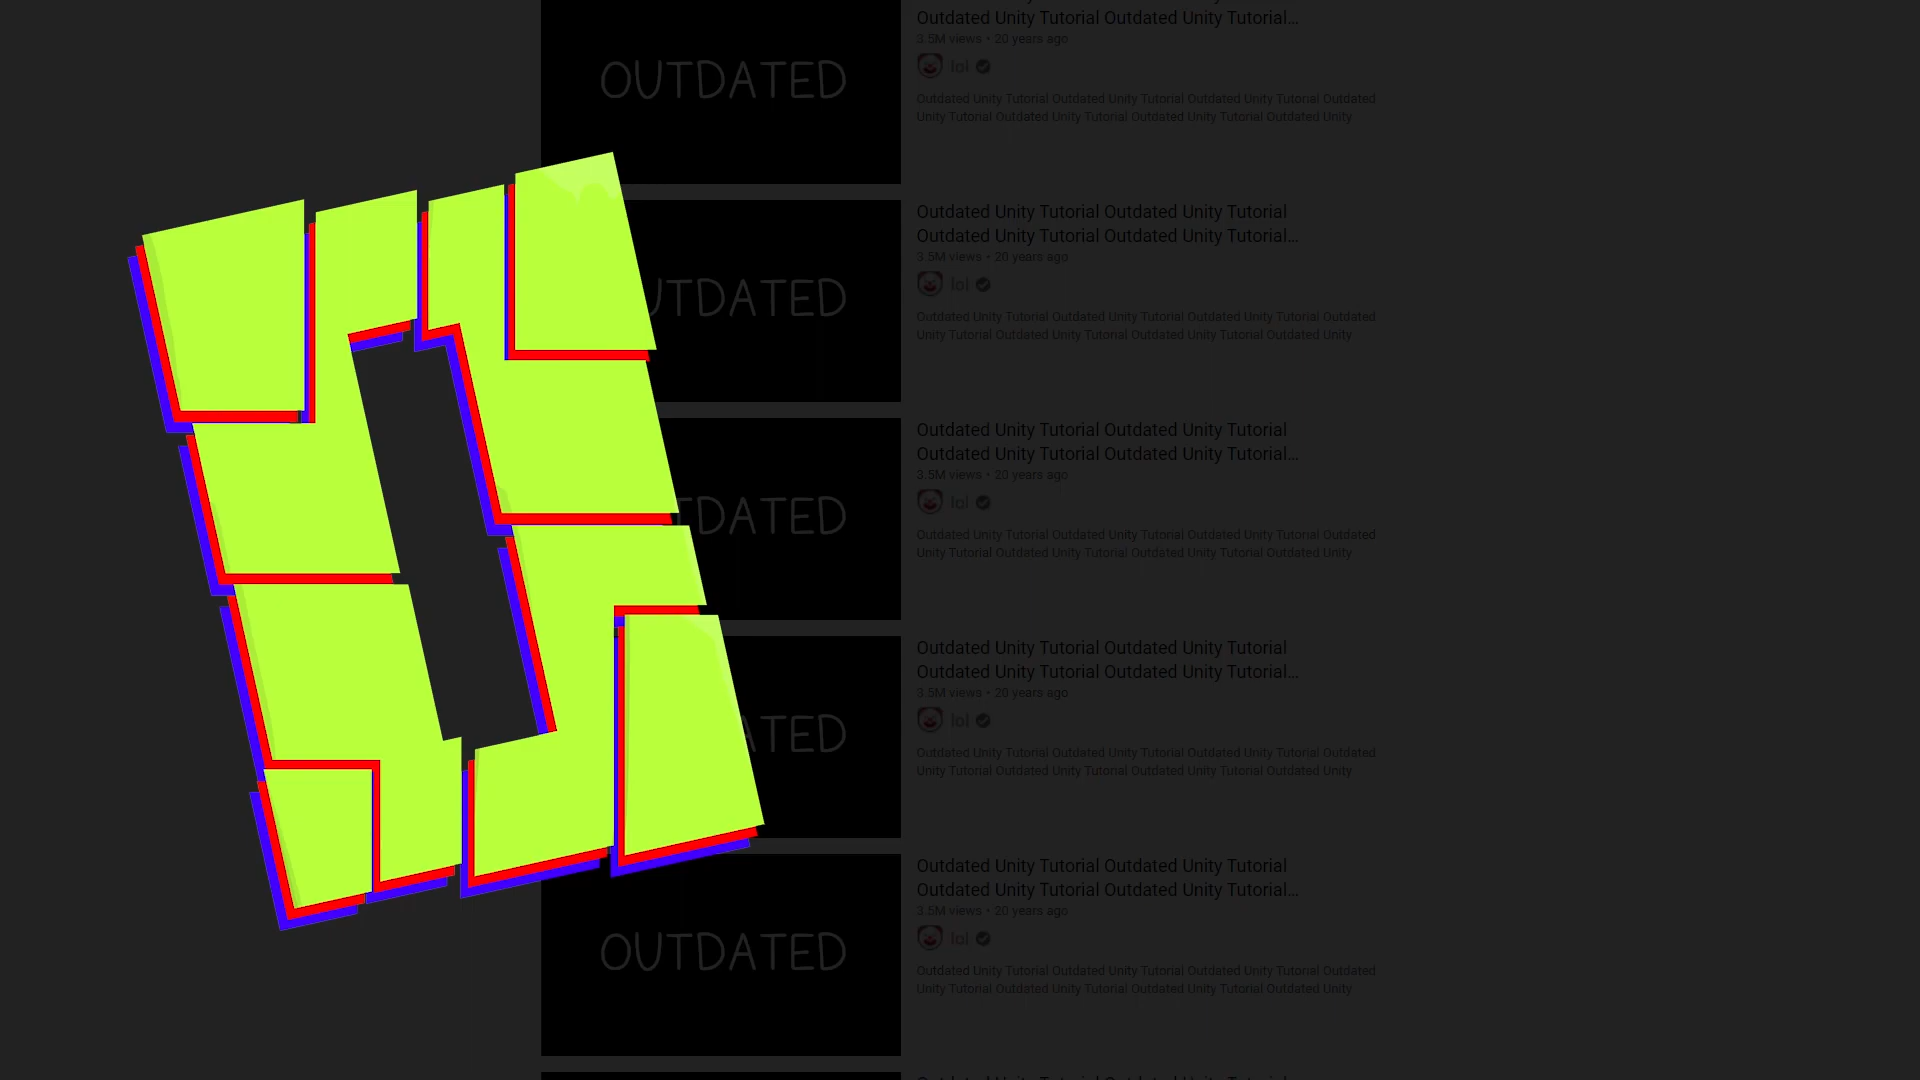 Outdated Unity Tutorial Outdated Unity Tutorial...
3.5M views • 20 years ago
OUTDATED
lol
Outdated Unity Tutorial Outdated Unity Tutorial Outdated Unity Tutorial Outdated
Unity Tutorial Outdated Unity Tutorial Outdated Unity Tutorial Outdated Unity
Outdated Unity Tutorial Outdated Unity Tutorial
Outdated Unity Tutorial Outdated Unity Tutorial...
3.5M views • 20 years ago
UTDATED
lol
Outdated Unity Tutorial Outdated Unity Tutorial Outdated Unity Tutorial Outdated
Unity Tutorial Outdated Unity Tutorial Outdated Unity Tutorial Outdated Unity
Outdated Unity Tutorial Outdated Unity Tutorial
Outdated Unity Tutorial Outdated Unity Tutorial...
3.5M views • 20 years ago
TDATED
lol
Outdated Unity Tutorial Outdated Unity Tutorial Outdated Unity Tutorial Outdated
Unity Tutorial Outdated Unity Tutorial Outdated Unity Tutorial Outdated Unity
Outdated Unity Tutorial Outdated Unity Tutorial
Outdated Unity Tutorial Outdated Unity Tutorial...
3.5M views • 20 years ago
ATED
lol
Outdated Unity Tutorial Outdated Unity Tutorial Outdated Unity Tutorial Outdated
Unity Tutorial Outdated Unity Tutorial Outdated Unity Tutorial Outdated Unity
Outdated Unity Tutorial Outdated Unity Tutorial
Outdated Unity Tutorial Outdated Unity Tutorial...
3.5M views • 20 years ago
OUTDATED
lol
Outdated Unity Tutorial Outdated Unity Tutorial Outdated Unity Tutorial Outdated
Unity Tutorial Outdated Unity Tutorial Outdated Unity Tutorial Outdated Unity